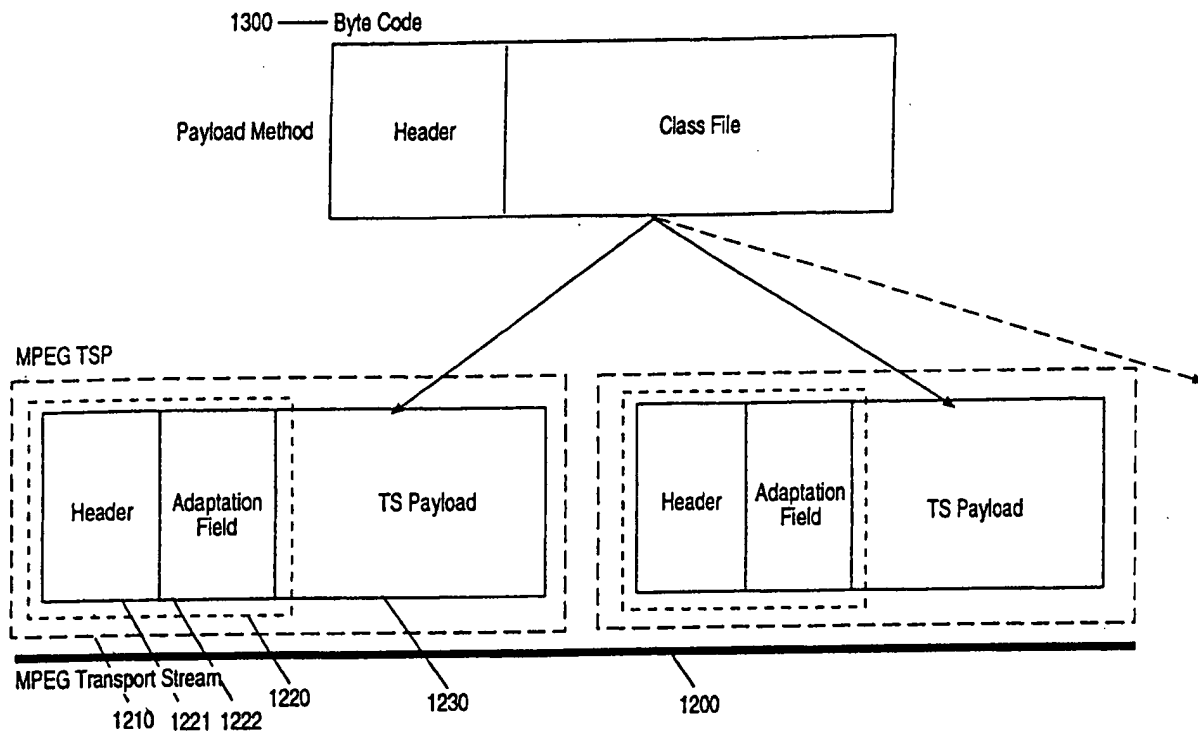 1300 Byte Code
Payload Method
Header
Class File
MPEG TSP
Header
Adaptation
Field
TS Payload
Header
Adaptation
Field
TS Payload
MPEG Transport Stream
1210
1221
1222
1220
1230
1200